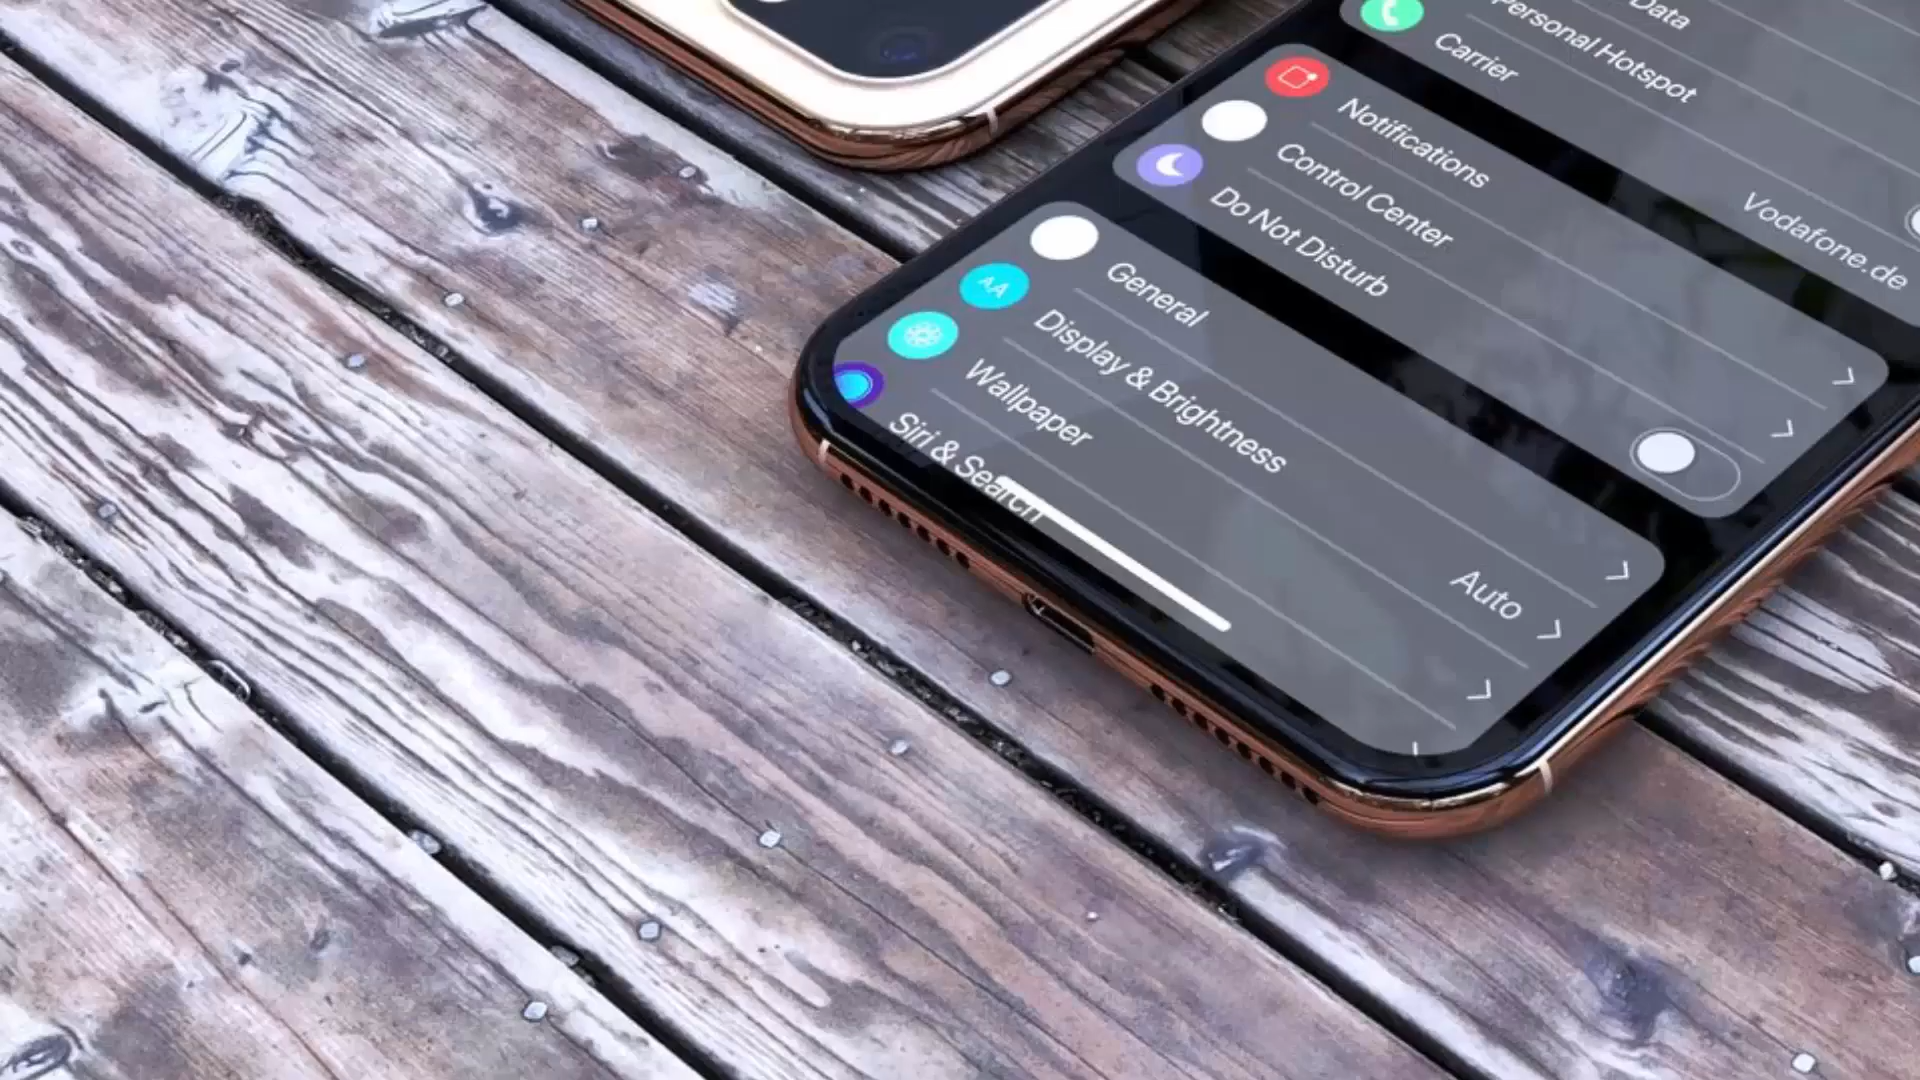 Data
Personal Hotspot
Carrier
Vodafone.de
Notifications
Control Center
Do Not Disturb
General
AA
Display & Brightness
Auto
Wallpaper
Siri & Search